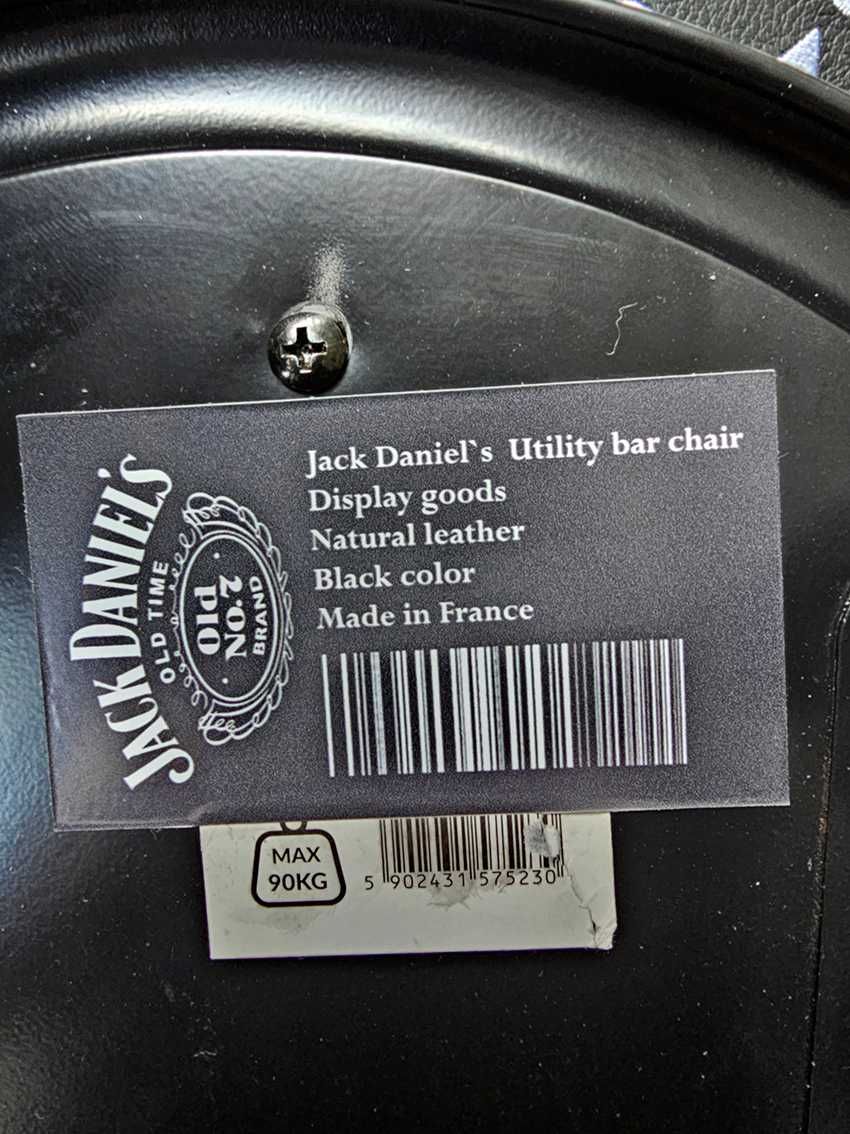 JACK DANIEL'S
OLD TIME
Old
No.7
BRAND
Jack Daniel`s Utility bar chair
Display goods
Natural leather
Black color
Made in France
MAX
90KG
5 902431 575230